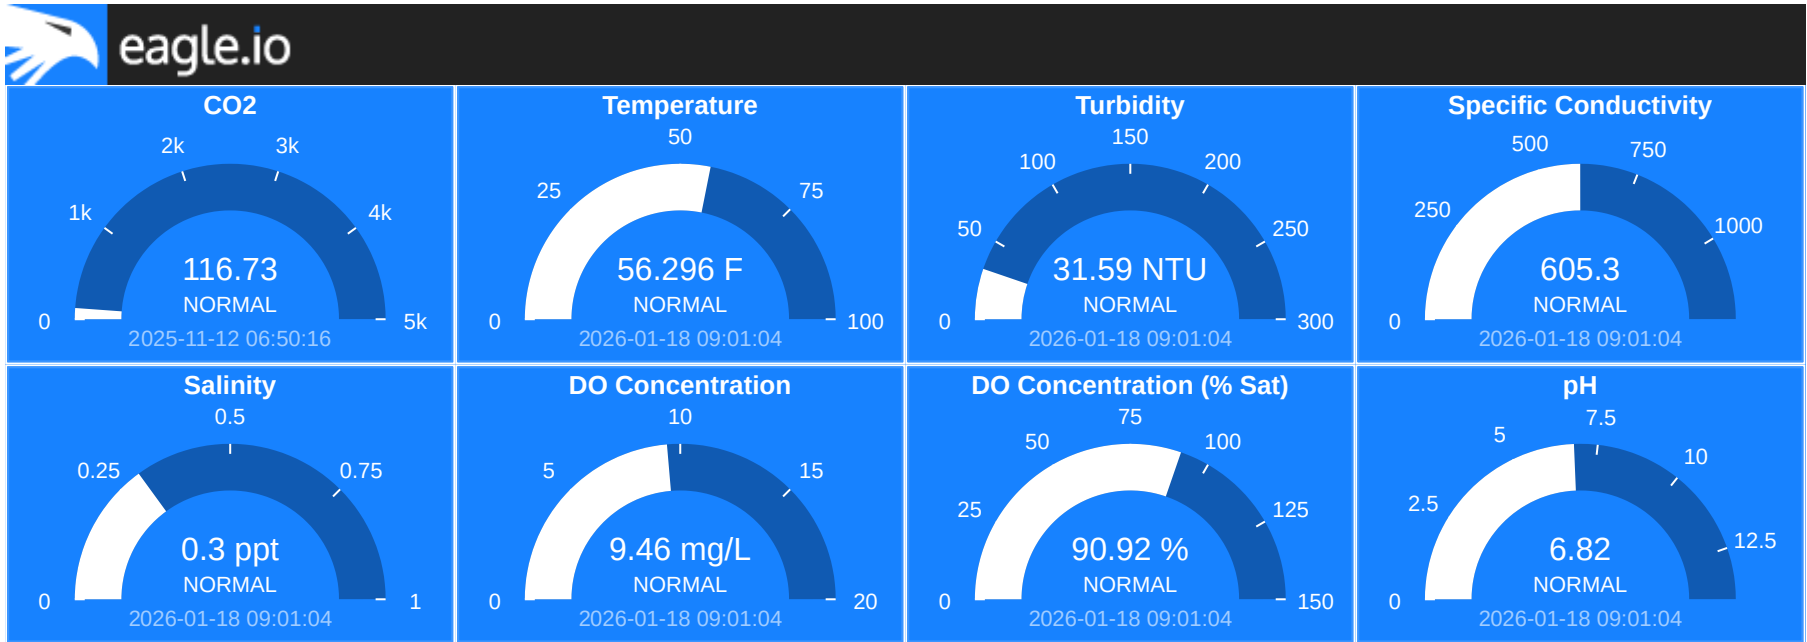 eagle.io
CO2
0
1k
2k
3k
4k
5k
116.73
NORMAL
2025-11-12 06:50:16
Temperature
0
25
50
75
100
56.296 F
NORMAL
2026-01-18 09:01:04
Turbidity
0
50
100
150
200
250
300
31.59 NTU
NORMAL
2026-01-18 09:01:04
Specific Conductivity
0
250
500
750
1000
605.3
NORMAL
2026-01-18 09:01:04
Salinity
0
0.25
0.5
0.75
1
0.3 ppt
NORMAL
2026-01-18 09:01:04
DO Concentration
0
5
10
15
20
9.46 mg/L
NORMAL
2026-01-18 09:01:04
DO Concentration (% Sat)
0
25
50
75
100
125
150
90.92 %
NORMAL
2026-01-18 09:01:04
pH
0
2.5
5
7.5
10
12.5
6.82
NORMAL
2026-01-18 09:01:04